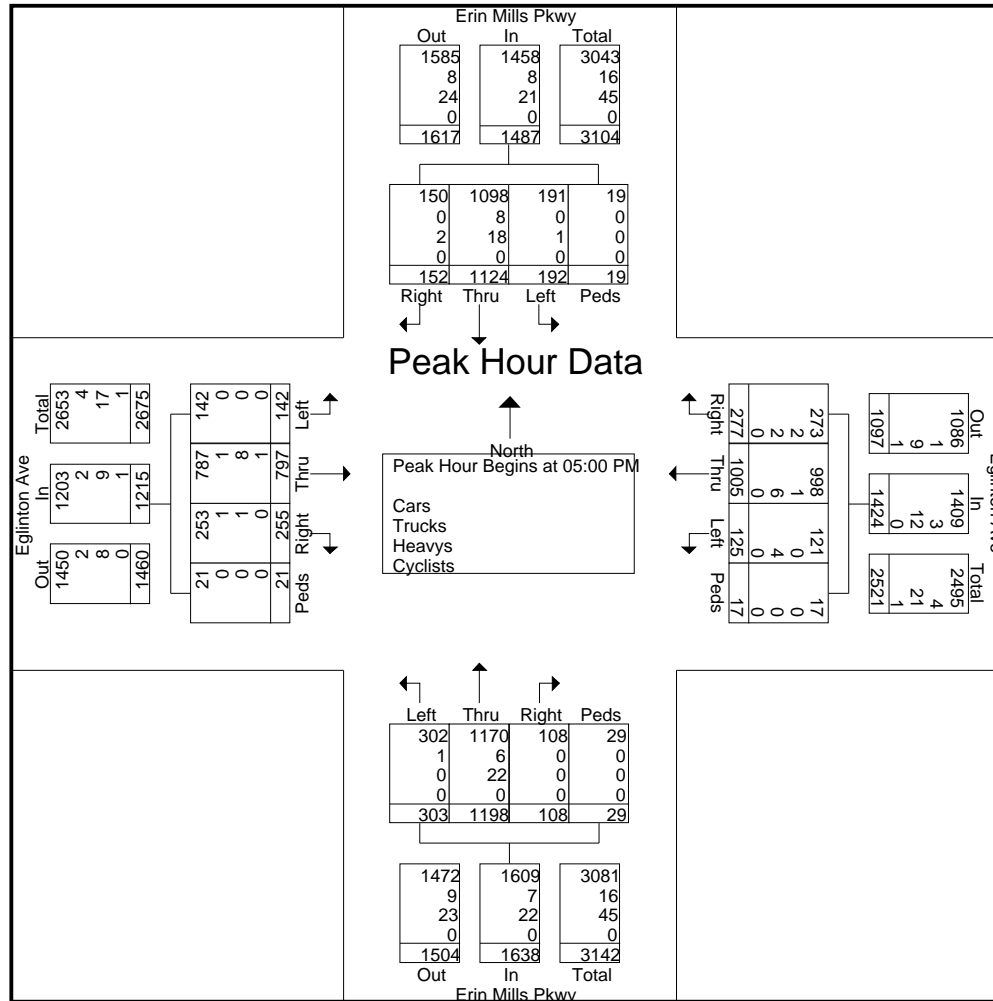 Erin Mills Pkwy
Out In Total
1585 1458 3043
8 8 16
24 21 45
0 0 0
1617 1487 3104
150 1098 191 19
0 8 0 0
2 18 1 0
0 0 0 0
152 1124 192 19
Right Thru Left Peds
Peak Hour Data
North
Peak Hour Begins at 05:00 PM
Cars
Trucks
Heavys
Cyclists
Eglinton Ave
Out In Total
1450 1203 2653
2 2 4
8 9 17
0 1 1
1460 1215 2675
Peds Right Thru Left
21 253 787 142
0 1 1 0
0 1 8 0
0 0 1 0
21 255 797 142
Right Thru Left Peds
273 998 121 17
2 1 0 0
2 6 4 0
0 0 0 0
277 1005 125 17
Out In Total
1086 1409 2495
1 3 4
9 12 21
1 0 1
1097 1424 2521
Left Thru Right Peds
302 1170 108 29
1 6 0 0
0 22 0 0
0 0 0 0
303 1198 108 29
1472 1609 3081
9 7 16
23 22 45
0 0 0
1504 1638 3142
Out In Total
Erin Mills Pkwy